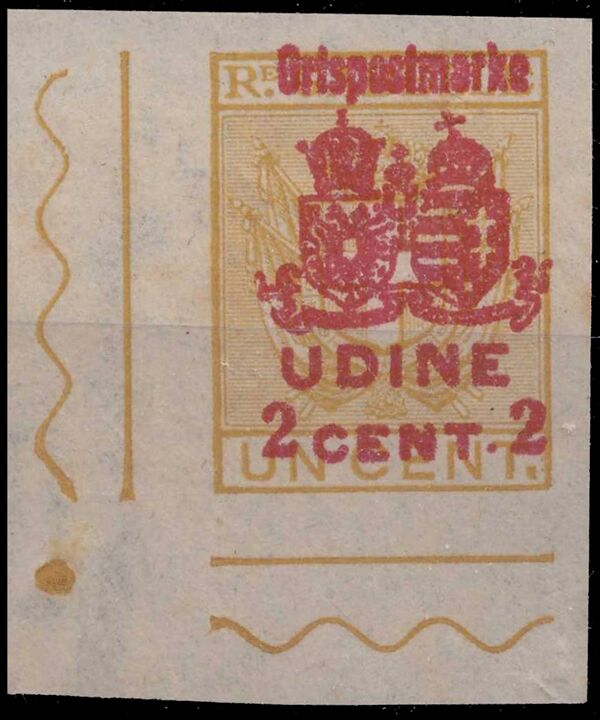 Ortspostmarke
UDINE
2 CENT. 2
UN CENT.